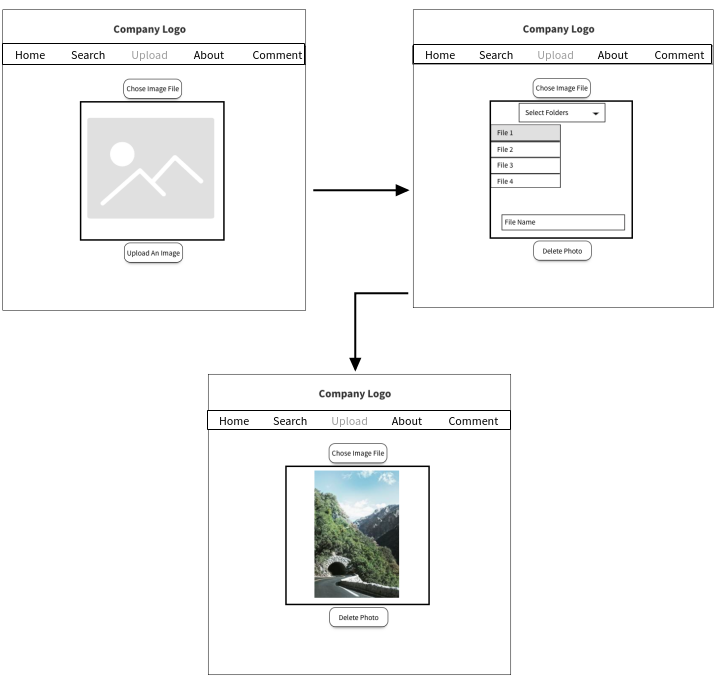 Company Logo
Home Search Upload About Comment
Chose Image File
Upload An Image
Company Logo
Home Search Upload About Comment
Chose Image File
Select Folders
File 1
File 2
File 3
File 4
File Name
Delete Photo
Company Logo
Home Search Upload About Comment
Chose Image File
Delete Photo